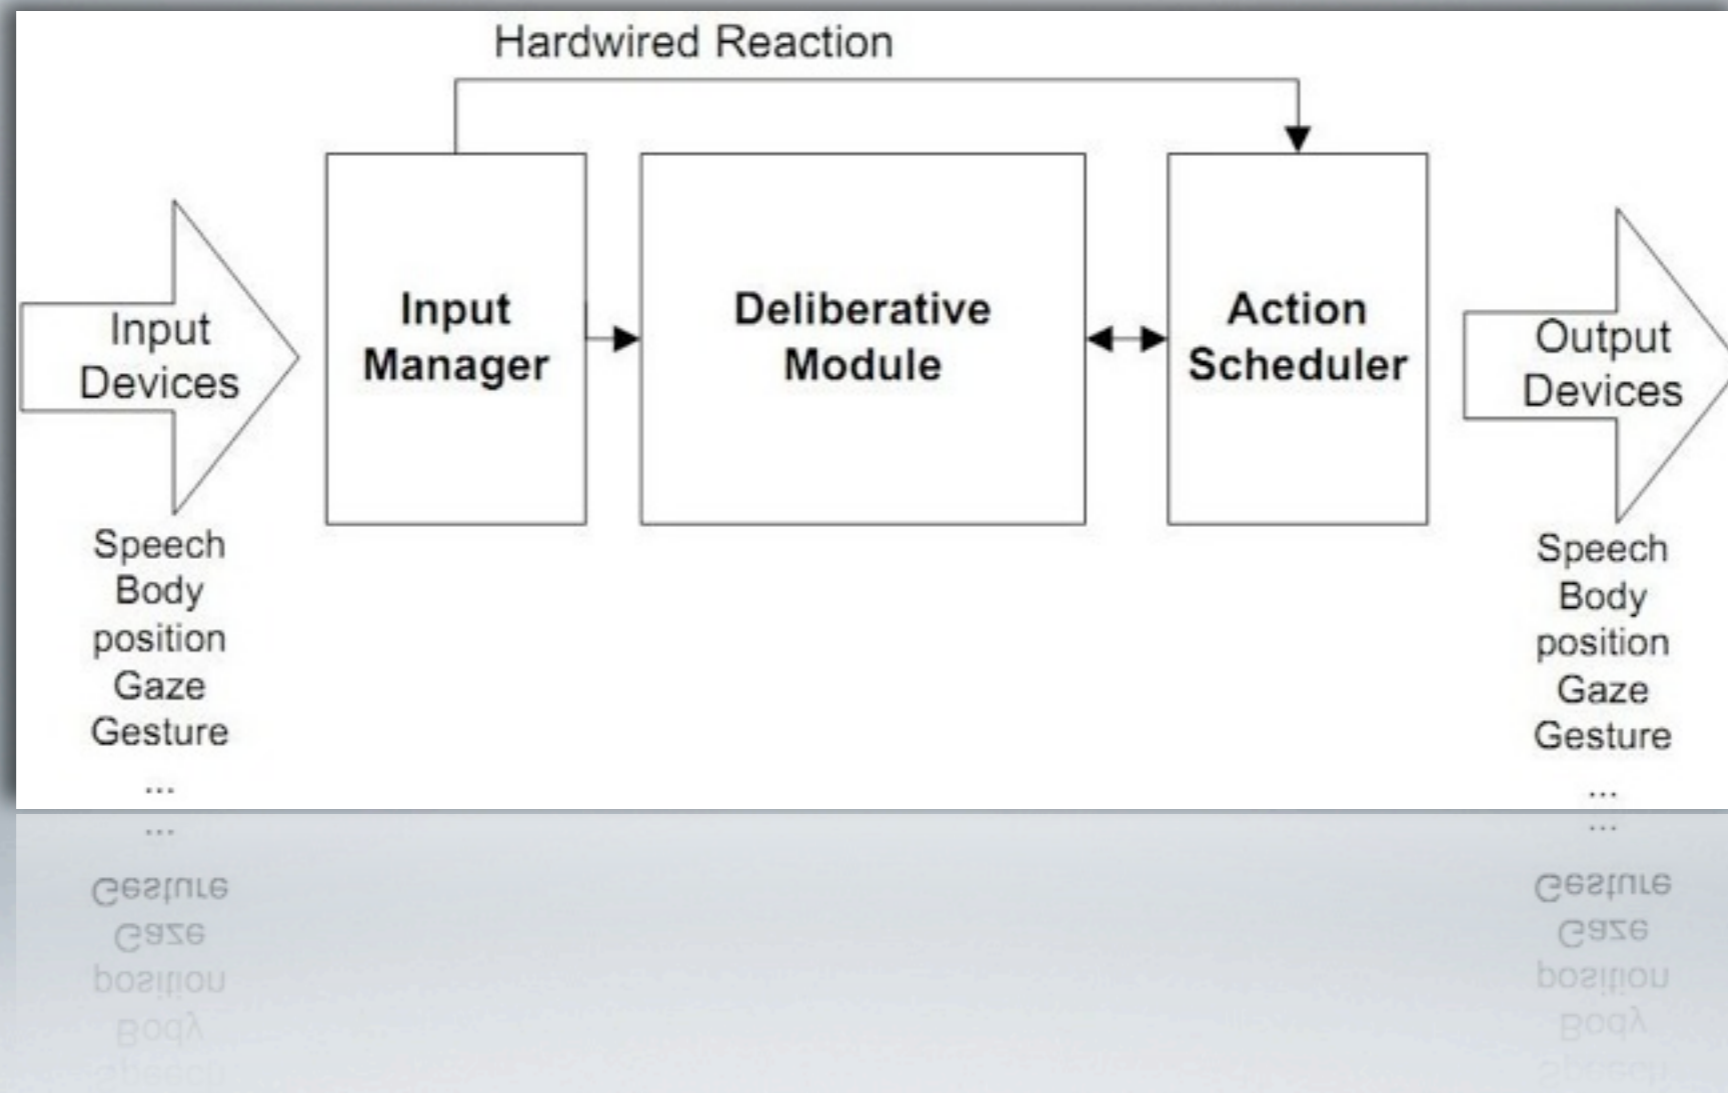 Hardwired Reaction
Input
Devices
Input
Manager
Deliberative
Module
Action
Scheduler
Output
Devices
Speech
Body
position
Gaze
Gesture
...
Speech
Body
position
Gaze
Gesture
...